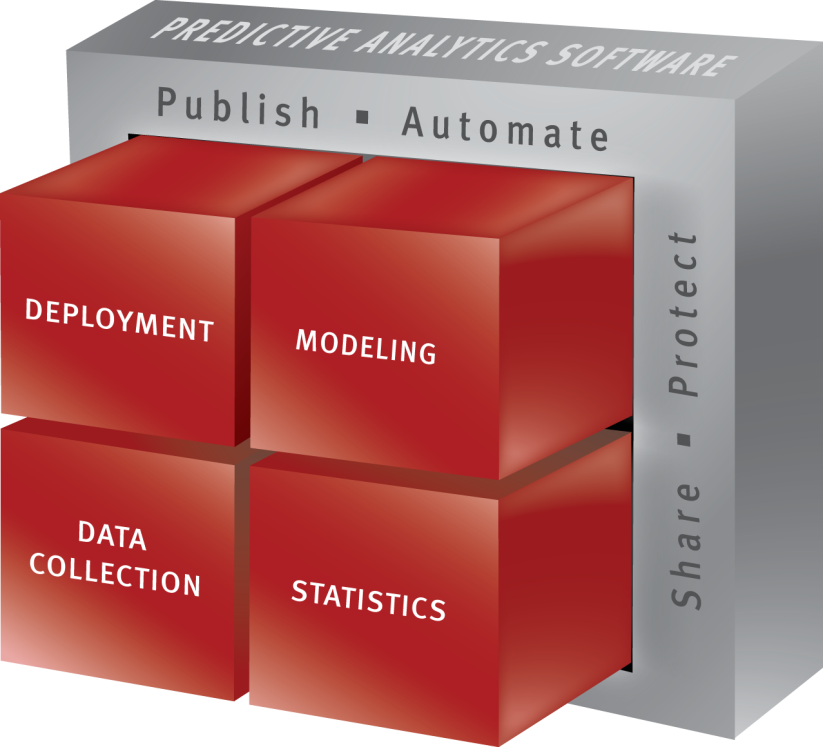 PREDICTIVE ANALYTICS SOFTWARE
Publish ▪ Automate
Share ▪ Protect
DEPLOYMENT
MODELING
DATA
COLLECTION
STATISTICS